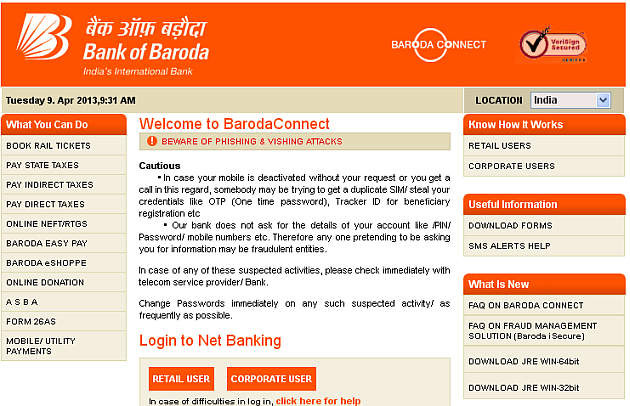 बैंक ऑफ़ बड़ौदा
Bank of Baroda
India's International Bank
BARODA CONNECT
VeriSign
Secured
Tuesday 9. Apr 2013,9:31 AM
LOCATION India
What You Can Do
BOOK RAIL TICKETS
PAY STATE TAXES
PAY INDIRECT TAXES
PAY DIRECT TAXES
ONLINE NEFT/RTGS
BARODA EASY PAY
BARODA eSHOPPE
ONLINE DONATION
A S B A
FORM 26AS
MOBILE/ UTILITY
PAYMENTS
Welcome to BarodaConnect
BEWARE OF PHISHING & VISHING ATTACKS
Cautious
• In case your mobile is deactivated without your request or you get a
call in this regard, somebody may be trying to get a duplicate SIM/ steal your
credentials like OTP (One time password), Tracker ID for beneficiary
registration etc
• Our bank does not ask for the details of your account like /PIN/
Password/ mobile numbers etc. Therefore any one pretending to be asking
you for information may be fraudulent entities.
In case of any of these suspected activities, please check immediately with
telecom service provider/ Bank.
Change Passwords immediately on any such suspected activity/ as
frequently as possible.
Login to Net Banking
RETAIL USER CORPORATE USER
In case of difficulties in log in, click here for help
Know How It Works
RETAIL USERS
CORPORATE USERS
Useful Information
DOWNLOAD FORMS
SMS ALERTS HELP
What Is New
FAQ ON BARODA CONNECT
FAQ ON FRAUD MANAGEMENT
SOLUTION (Baroda i Secure)
DOWNLOAD JRE WIN-64bit
DOWNLOAD JRE WIN-32bit